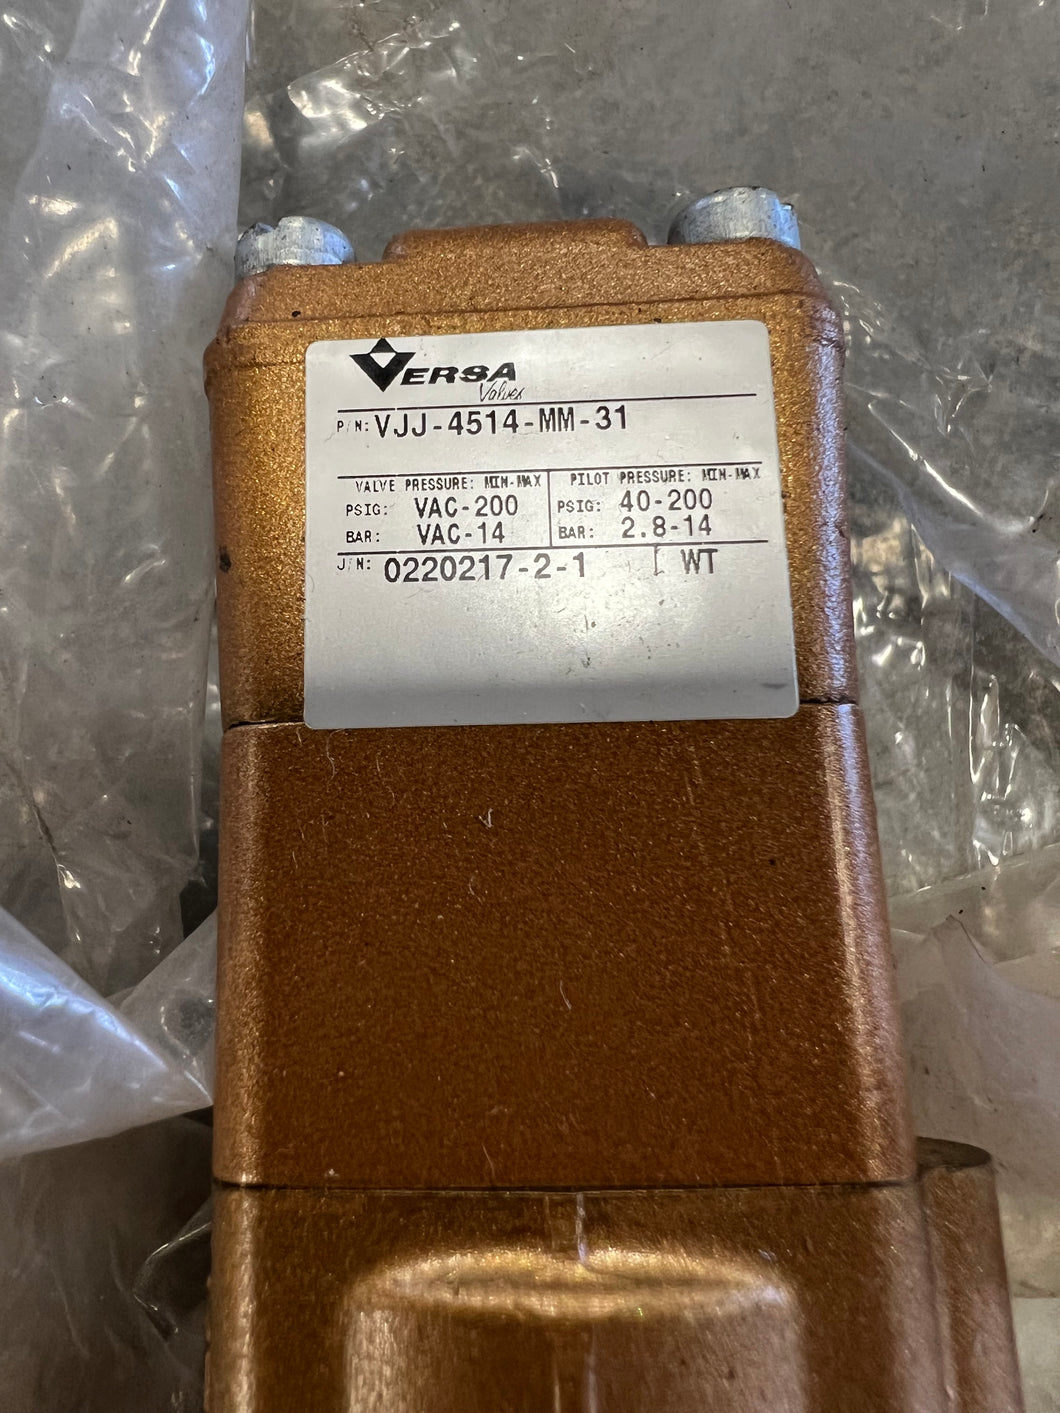 VERSA
Valves
P/N: VJJ-4514-MM-31
VALVE PRESSURE: MIN-MAX
PSIG: VAC-200
BAR: VAC-14
PILOT PRESSURE: MIN-MAX
PSIG: 40-200
BAR: 2.8-14
J/N: 0220217-2-1 [ WT